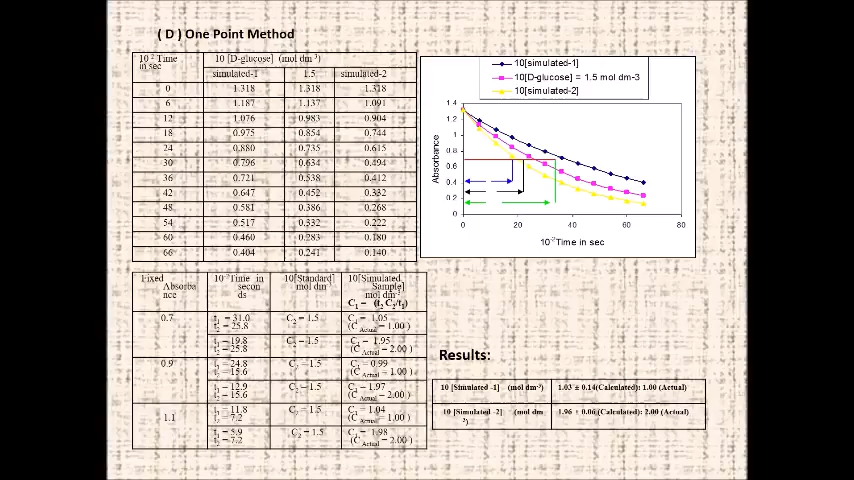 ( D ) One Point Method
10⁻² Time in sec
10 [D-glucose] (mol dm⁻³)
simulated-1 1.5 simulated-2
0 1.318 1.318 1.318
6 1.187 1.137 1.091
12 1.076 0.983 0.904
18 0.975 0.854 0.744
24 0.880 0.735 0.615
30 0.796 0.634 0.494
36 0.721 0.538 0.412
42 0.647 0.452 0.332
48 0.581 0.386 0.268
54 0.517 0.332 0.222
60 0.460 0.283 0.180
66 0.404 0.241 0.140
10[simulated-1]
10[D-glucose] = 1.5 mol dm-3
10[simulated-2]
Absorbance
1.4
1.2
1
0.8
0.6
0.4
0.2
0
0 20 40 60 80
10⁻²Time in sec
Fixed Absorba nce
10⁻²Time in secon ds
10[Standard] mol dm⁻³
10[Simulated Sample] mol dm⁻³
C₁ = (t₂ C₂/t₁)
0.7 t₁ = 31.0 C₂ = 1.5 C₁ = 1.05
t₂ = 25.8 (C Actual = 1.00 )
t₁ = 19.8 C₂ = 1.5 C₁ = 1.95
t₂ = 25.8 (C Actual = 2.00 )
0.9 t₁ = 24.8 C₂ = 1.5 C₁ = 0.99
t₂ = 15.6 (C Actual = 1.00 )
t₁ = 12.9 C₂ = 1.5 C₁ = 1.97
t₂ = 15.6 (C Actual = 2.00 )
1.1 t₁ = 11.8 C₂ = 1.5 C₁ = 1.04
t₂ = 7.2 (C Actual = 1.00 )
t₁ = 5.9 C₂ = 1.5 C₁ = 1.98
t₂ = 7.2 (C Actual = 2.00 )
Results:
10 [Simulated -1] (mol dm⁻³) 1.03 ± 0.14(Calculated): 1.00 (Actual)
10 [Simulated -2] (mol dm⁻³) 1.96 ± 0.06(Calculated): 2.00 (Actual)